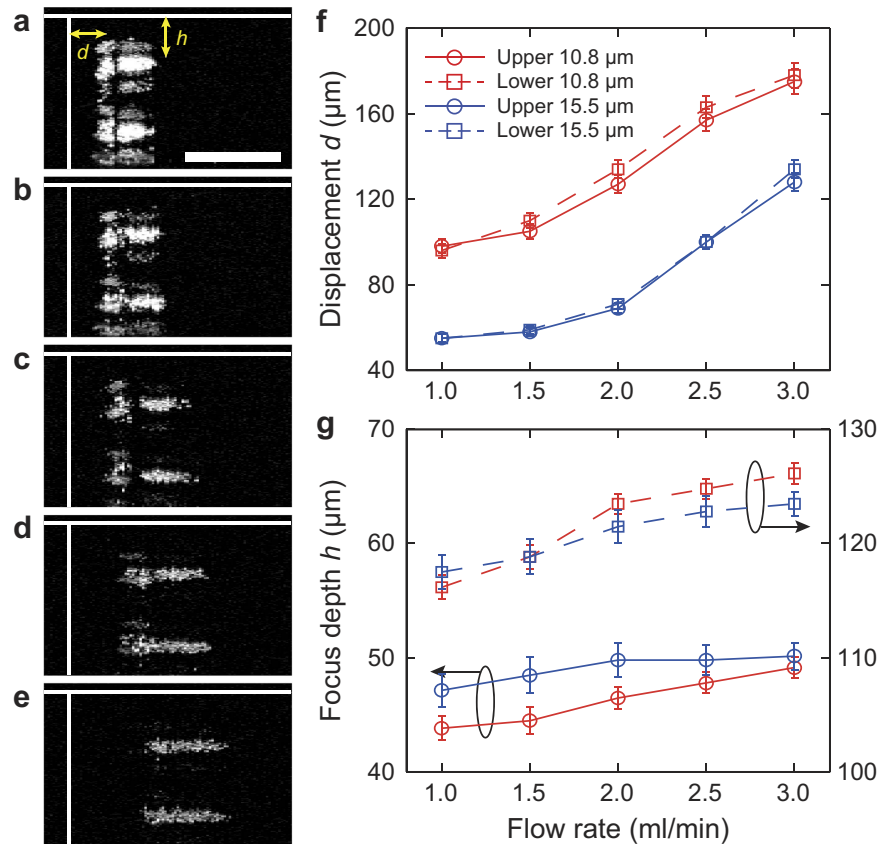 a
d
h
b
c
d
e
f
200
160
120
80
40
Displacement d (μm)
Upper 10.8 μm
Lower 10.8 μm
Upper 15.5 μm
Lower 15.5 μm
1.0 1.5 2.0 2.5 3.0
g
70
60
50
40
Focus depth h (μm)
130
120
110
100
1.0 1.5 2.0 2.5 3.0
Flow rate (ml/min)